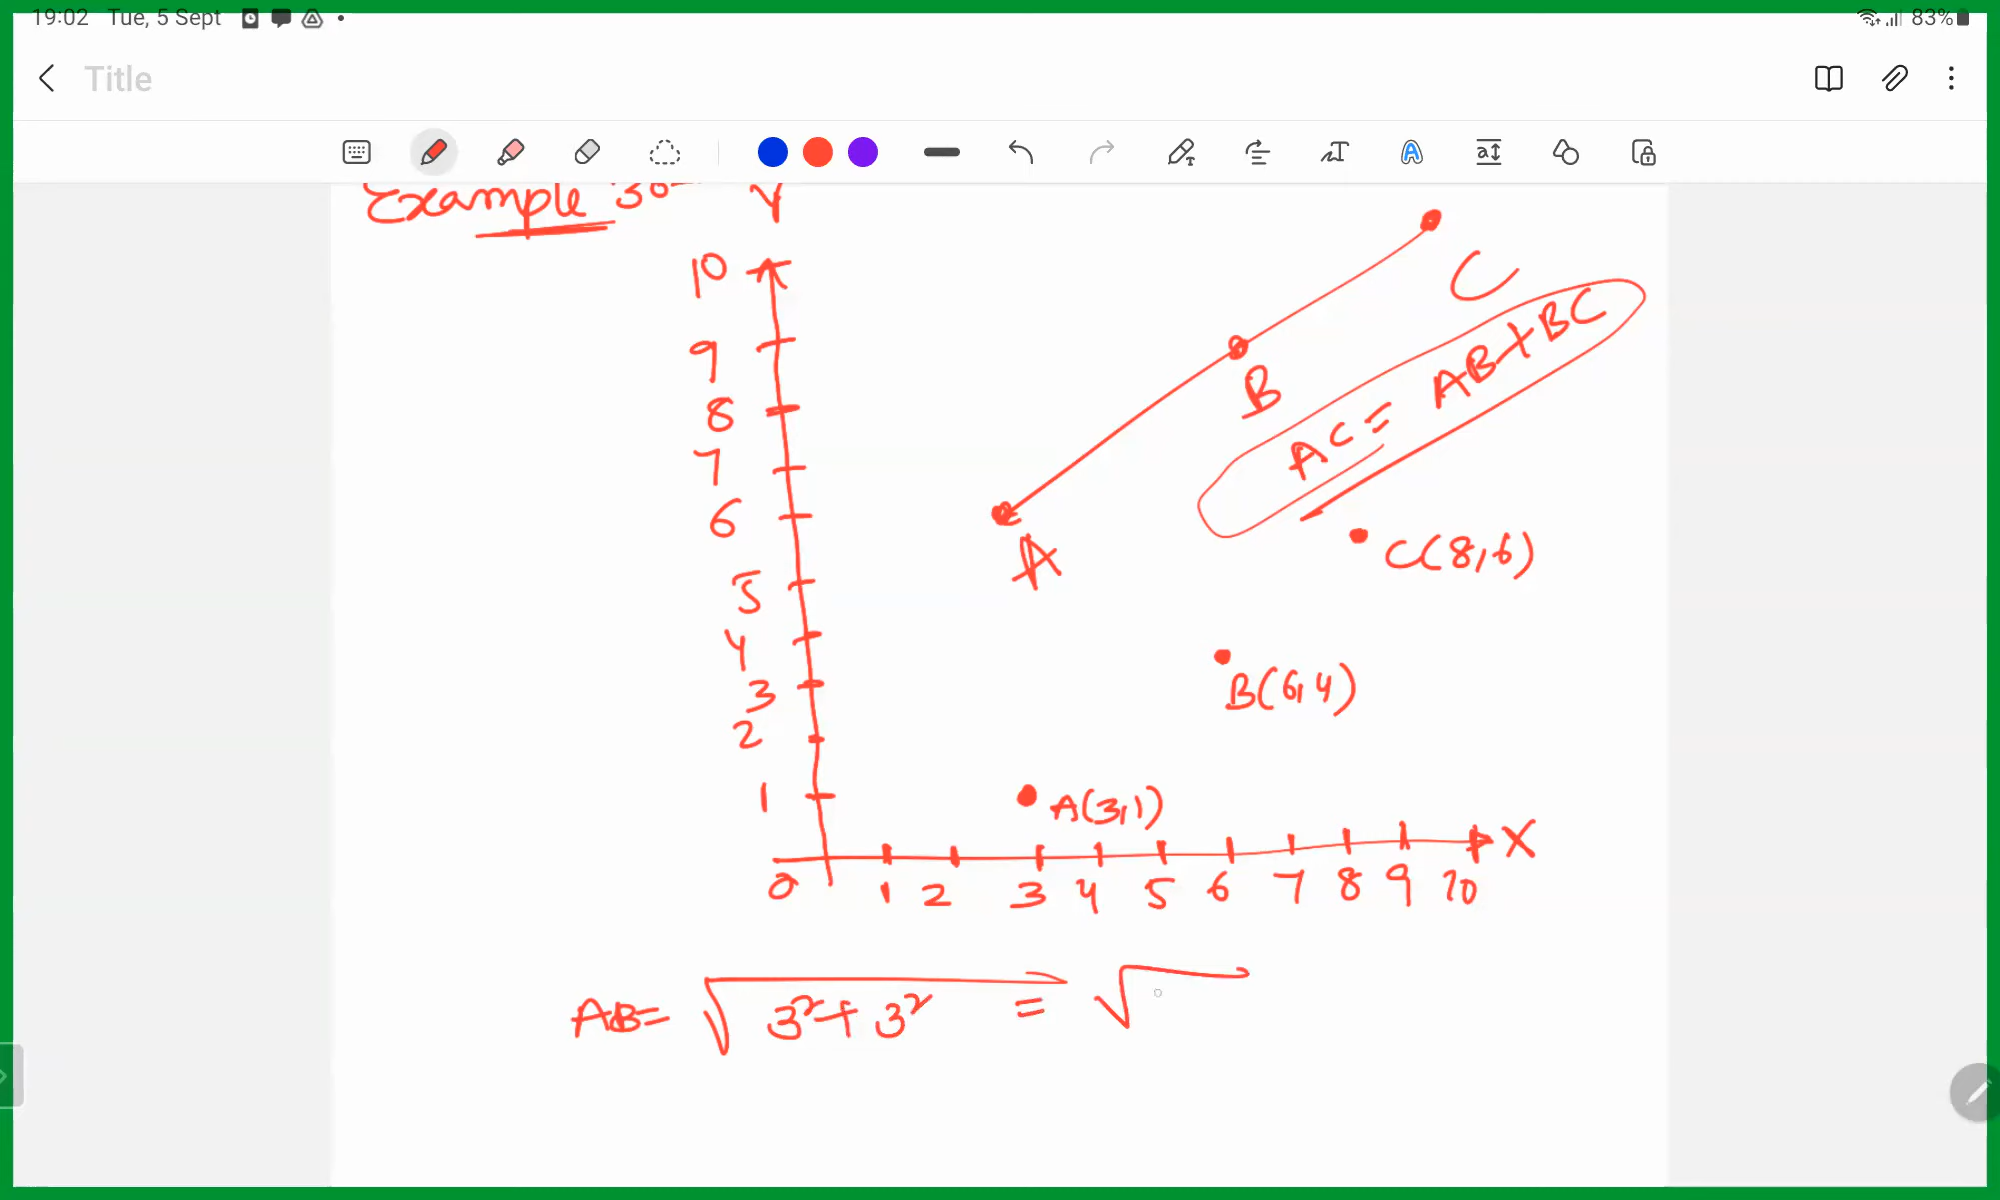 19:02 Tue, 5 Sept 83%
Title
Example
Y
10
9
8
7
6
5
4
3
2
1
C
B
A
AC = AB+BC
C(8,6)
B(6,4)
A(3,1)
X
0 1 2 3 4 5 6 7 8 9 10
AB = √3²+3² = √